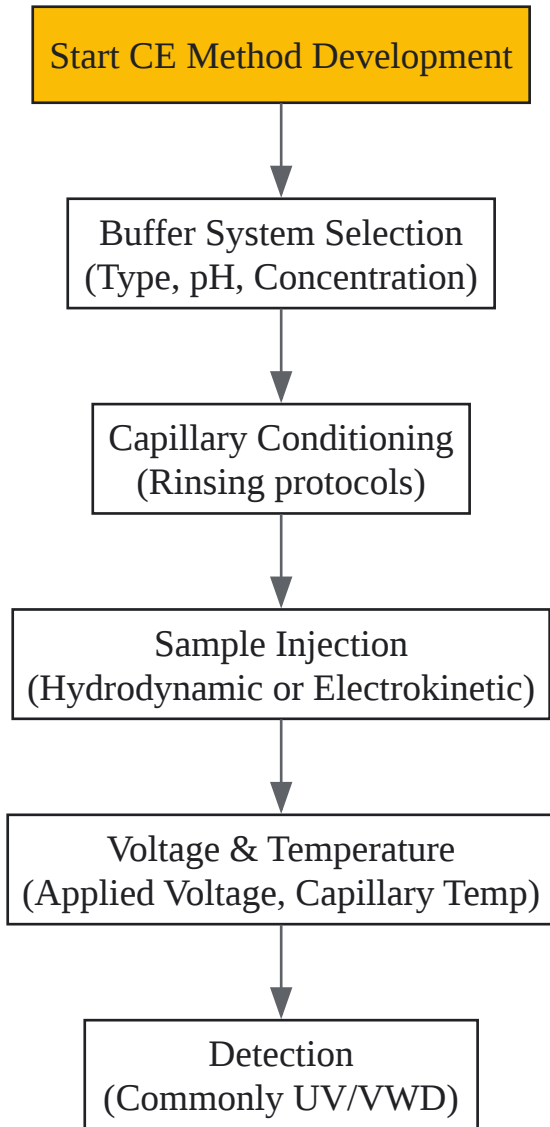 Start CE Method Development
Buffer System Selection
(Type, pH, Concentration)
Capillary Conditioning
(Rinsing protocols)
Sample Injection
(Hydrodynamic or Electrokinetic)
Voltage & Temperature
(Applied Voltage, Capillary Temp)
Detection
(Commonly UV/VWD)